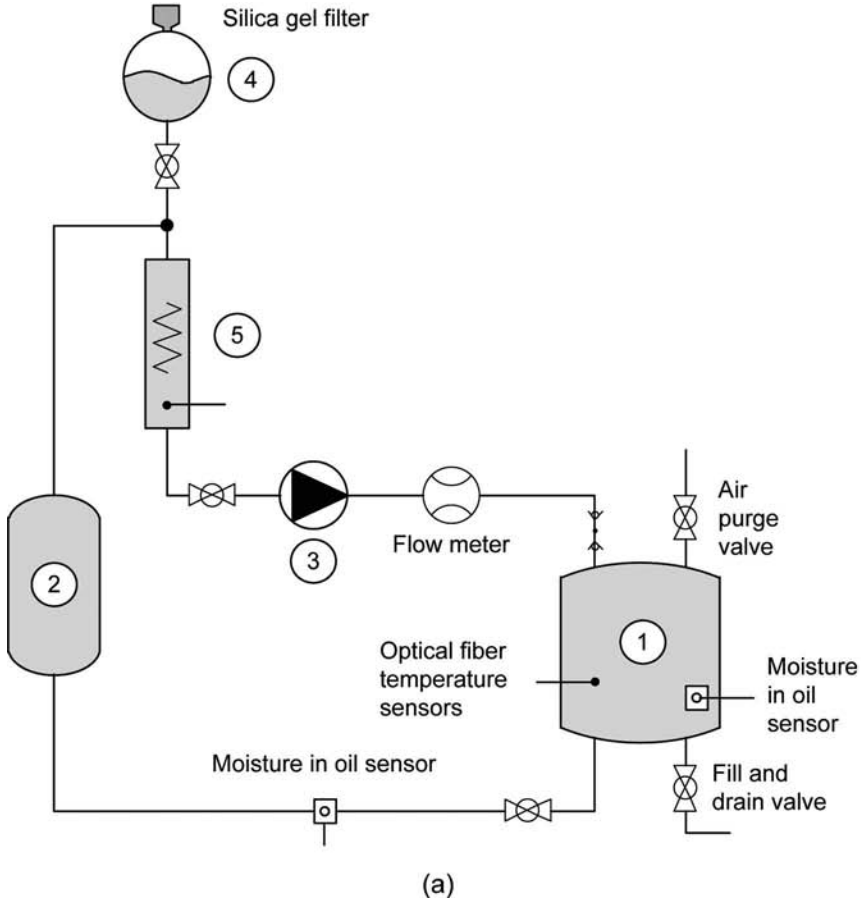 Silica gel filter
4
5
3
Flow meter
Air
purge
valve
2
1
Optical fiber
temperature
sensors
Moisture
in oil
sensor
Moisture in oil sensor
Fill and
drain valve
(a)